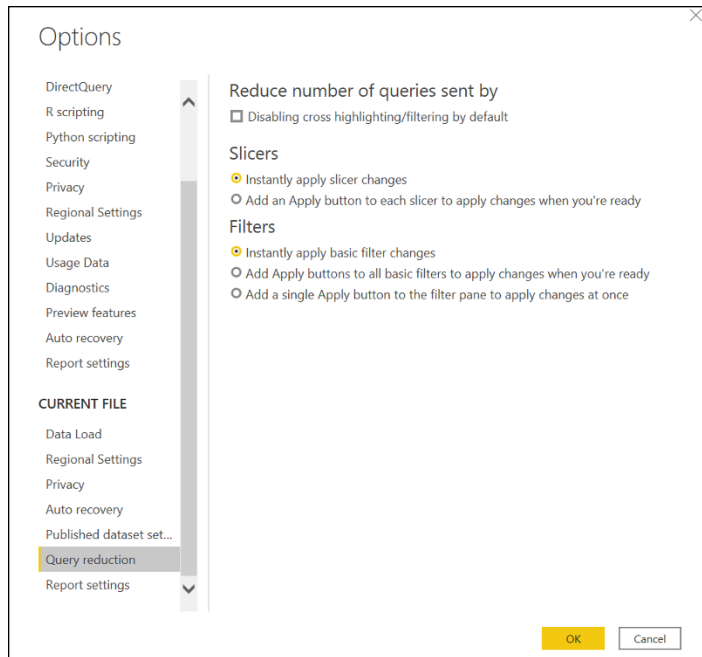 Options
DirectQuery
R scripting
Python scripting
Security
Privacy
Regional Settings
Updates
Usage Data
Diagnostics
Preview features
Auto recovery
Report settings
CURRENT FILE
Data Load
Regional Settings
Privacy
Auto recovery
Published dataset set...
Query reduction
Report settings
Reduce number of queries sent by
Disabling cross highlighting/filtering by default
Slicers
Instantly apply slicer changes
Add an Apply button to each slicer to apply changes when you're ready
Filters
Instantly apply basic filter changes
Add Apply buttons to all basic filters to apply changes when you're ready
Add a single Apply button to the filter pane to apply changes at once
OK
Cancel